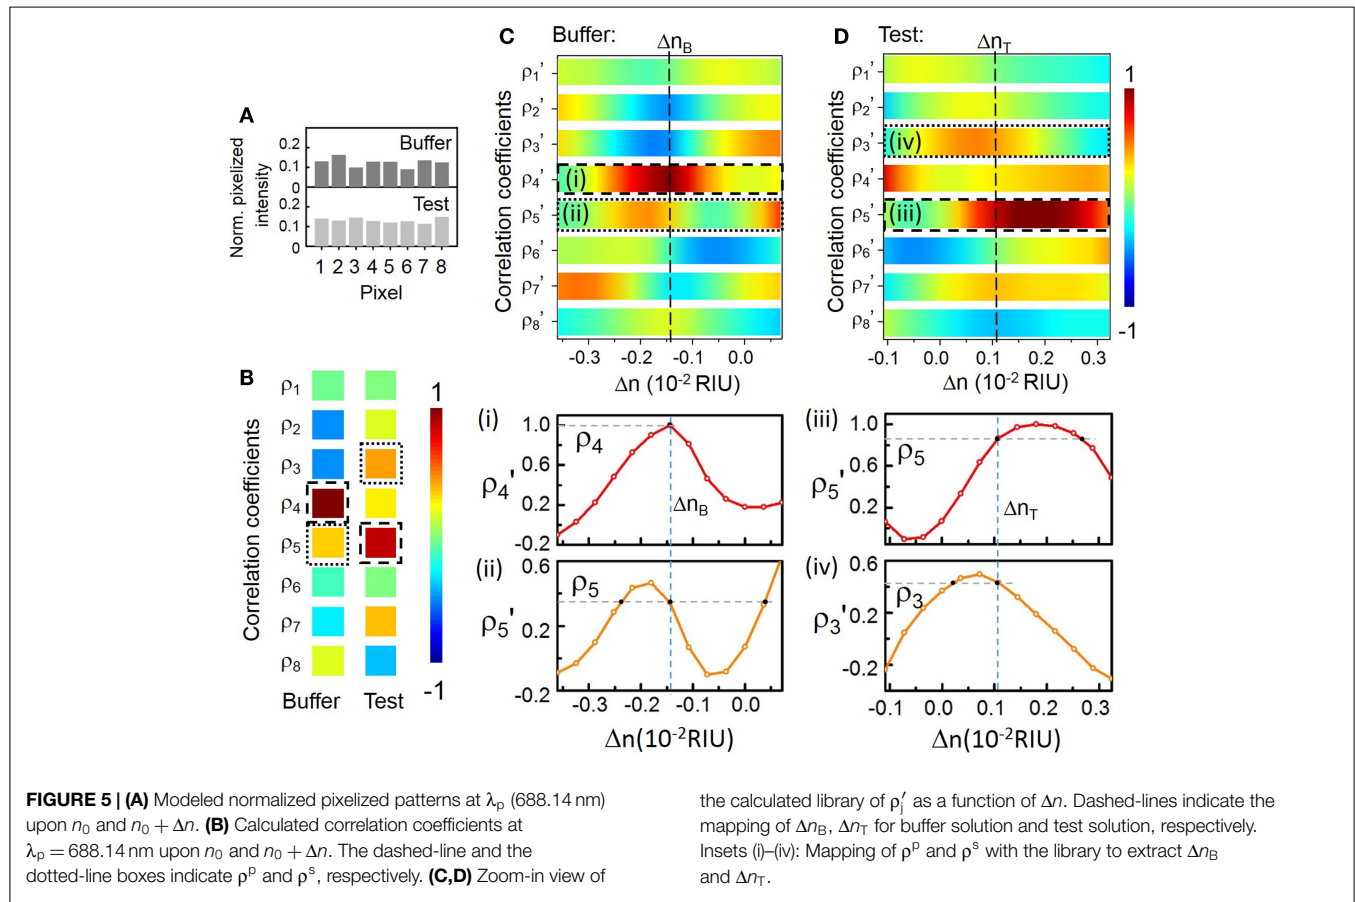 A
Norm. pixelized
intensity
Buffer
0.2
0.1
0
Test
0.2
0.1
0
1 2 3 4 5 6 7 8
Pixel
B
Correlation coefficients
ρ1
ρ2
ρ3
ρ4
ρ5
ρ6
ρ7
ρ8
Buffer Test
1
-1
C Buffer:
ΔnB
Correlation coefficients
ρ1'
ρ2'
ρ3'
ρ4' (i)
ρ5' (ii)
ρ6'
ρ7'
ρ8'
-0.3 -0.2 -0.1 0.0
Δn (10-2 RIU)
D Test:
ΔnT
Correlation coefficients
ρ1'
ρ2'
ρ3' (iv)
ρ4'
ρ5' (iii)
ρ6'
ρ7'
ρ8'
-0.1 0.0 0.1 0.2 0.3
Δn (10-2 RIU)
1
-1
(i)
ρ4'
1.0
0.6
0.2
-0.2
ρ4
ΔnB
(ii)
ρ5'
0.6
0.2
-0.2
ρ5
-0.3 -0.2 -0.1 0.0
Δn(10-2RIU)
(iii)
ρ5'
1.0
0.6
0.2
-0.2
ρ5
ΔnT
(iv)
ρ3'
0.6
0.2
-0.2
ρ3
-0.1 0.0 0.1 0.2 0.3
Δn(10-2RIU)
FIGURE 5 | (A) Modeled normalized pixelized patterns at λp (688.14 nm)
upon n0 and n0 + Δn. (B) Calculated correlation coefficients at
λp = 688.14 nm upon n0 and n0 + Δn. The dashed-line and the
dotted-line boxes indicate ρp and ρs, respectively. (C,D) Zoom-in view of
the calculated library of ρ′j as a function of Δn. Dashed-lines indicate the
mapping of ΔnB, ΔnT for buffer solution and test solution, respectively.
Insets (i)–(iv): Mapping of ρp and ρs with the library to extract ΔnB
and ΔnT.